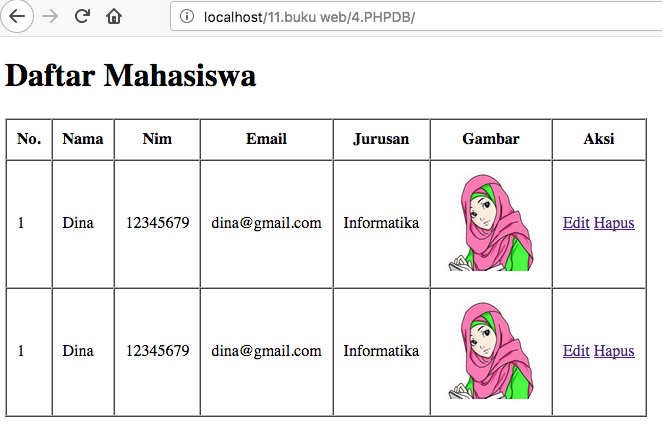 localhost/11.buku web/4.PHPDB/
Daftar Mahasiswa
No. Nama Nim Email Jurusan Gambar Aksi
1 Dina 12345679 dina@gmail.com Informatika Edit Hapus
1 Dina 12345679 dina@gmail.com Informatika Edit Hapus